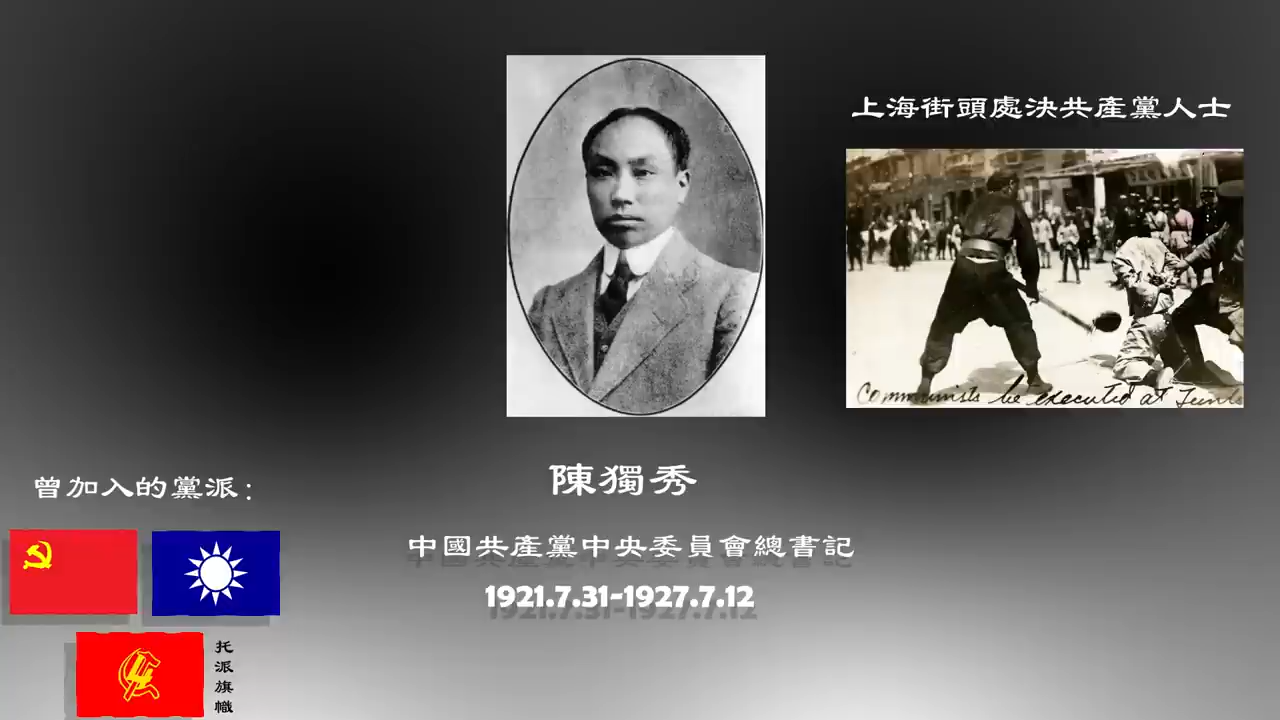 上海街頭處決共產黨人士
Communists be executed at
曾加入的黨派：
陳獨秀
中國共產黨中央委員會總書記
1921.7.31-1927.7.12
托派旗幟